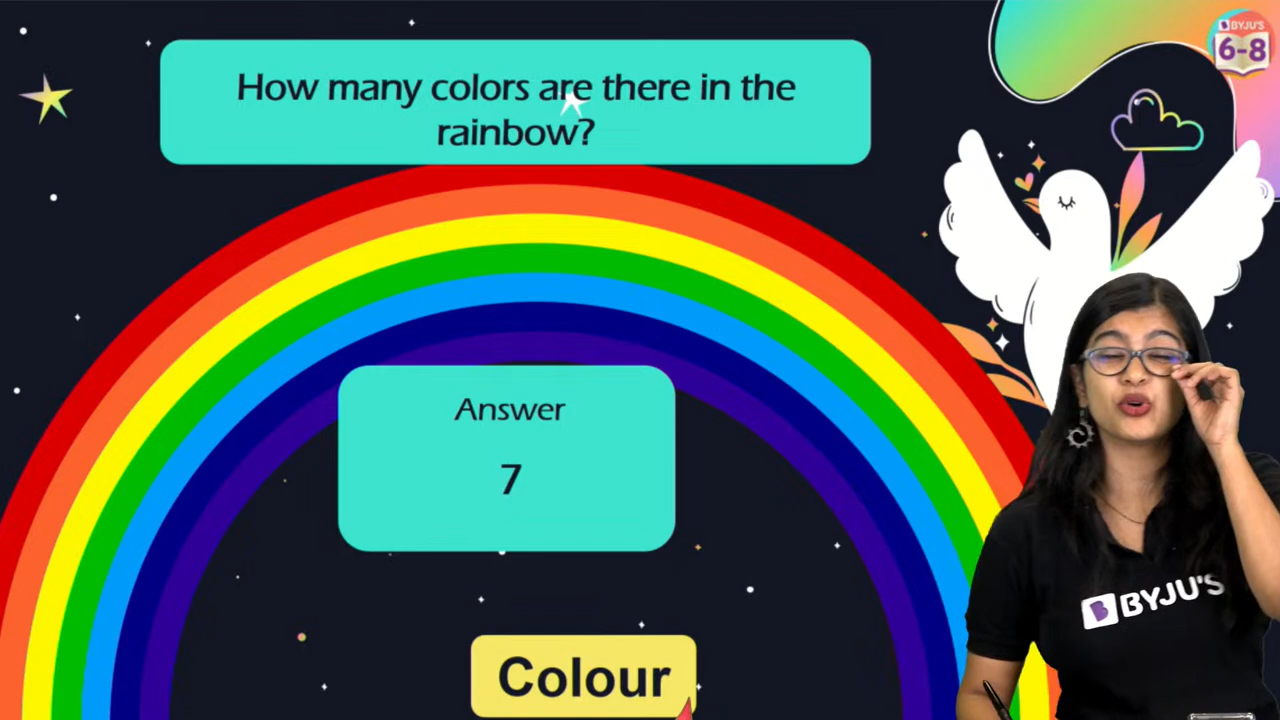 How many colors are there in the
rainbow?
BYJU'S
6-8
Answer
7
BYJU'S
Colour